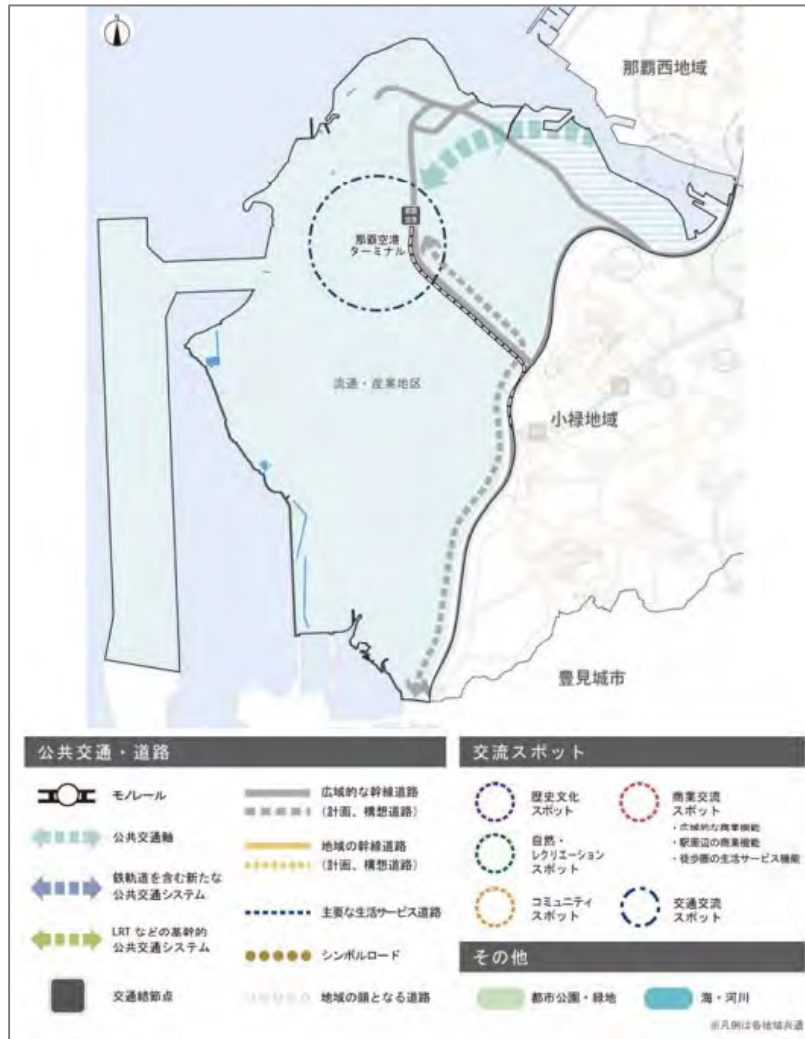 N
那覇西地域
那覇
空港
那覇空港
ターミナル
流通・産業地区
小禄地域
豊見城市
公共交通・道路
モノレール
公共交通軸
鉄軌道を含む新たな
公共交通システム
LRTなどの基幹的
公共交通システム
交通結節点
広域的な幹線道路
(計画、構想道路)
地域の幹線道路
(計画、構想道路)
主要な生活サービス道路
シンボルロード
地域の顔となる道路
交流スポット
歴史文化
スポット
自然・
レクリエーション
スポット
コミュニティ
スポット
商業交流
スポット
・広域的な商業機能
・駅周辺の商業機能
・徒歩圏の生活サービス機能
交通交流
スポット
その他
都市公園・緑地
海・河川
※凡例は各地域共通